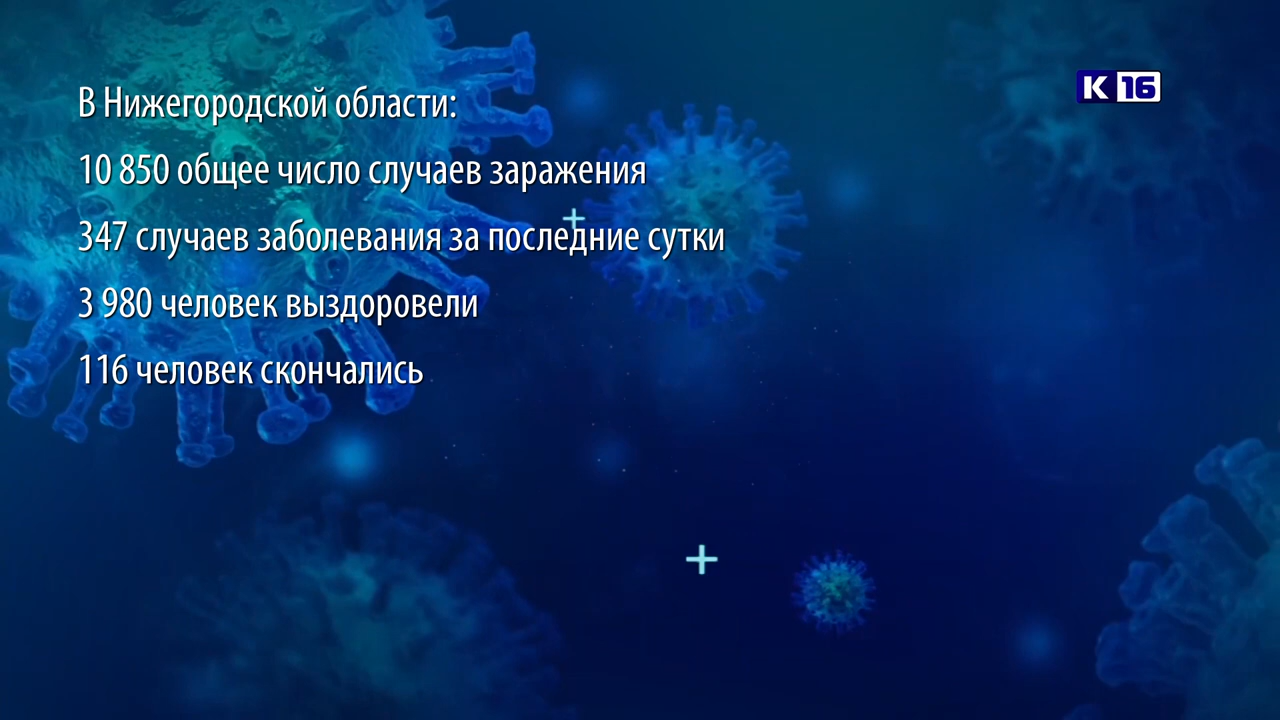 В Нижегородской области:
К 16
10 850 общее число случаев заражения
347 случаев заболевания за последние сутки
3 980 человек выздоровели
116 человек скончались